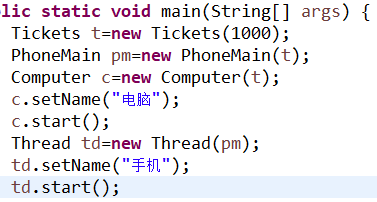 blic static void main(String[] args) {
Tickets t=new Tickets(1000);
PhoneMain pm=new PhoneMain(t);
Computer c=new Computer(t);
c.setName("电脑");
c.start();
Thread td=new Thread(pm);
td.setName("手机");
td.start();